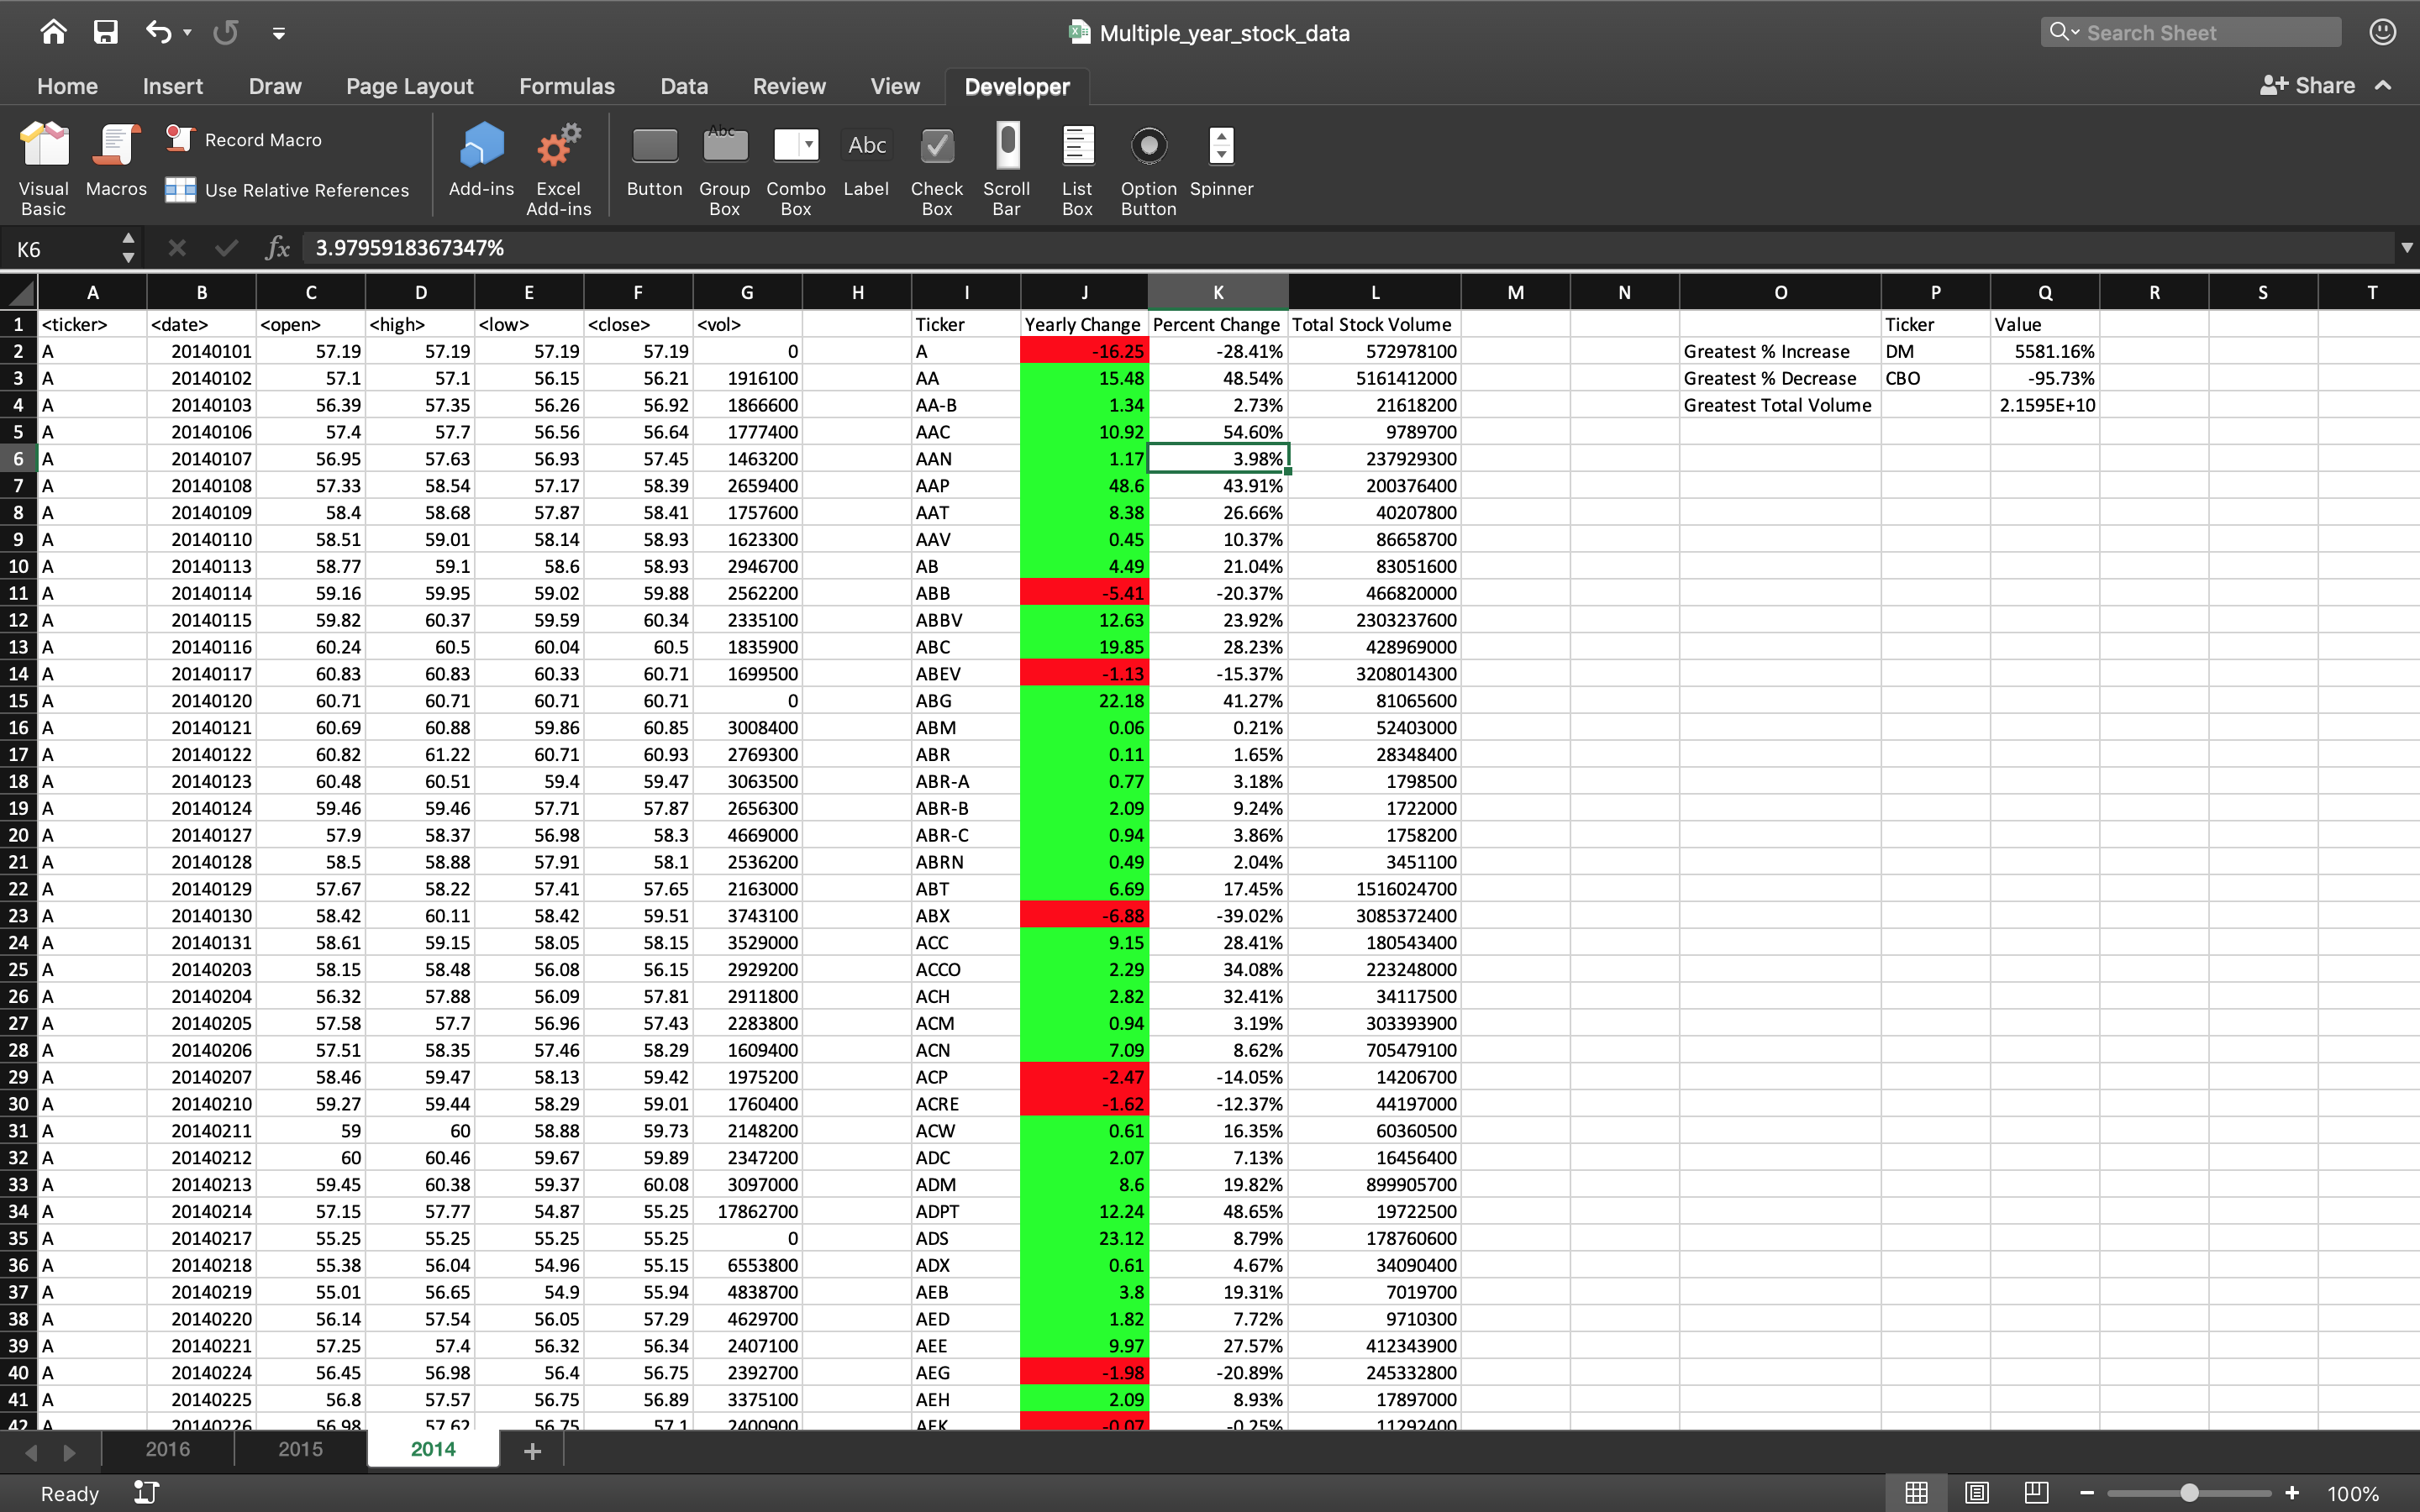 Multiple_year_stock_data
Search Sheet
Home Insert Draw Page Layout Formulas Data Review View Developer Share
Visual Basic Macros Record Macro Use Relative References Add-ins Excel Add-ins Button Group Box Combo Box Abc Label Check Box Scroll Bar List Box Option Button Spinner
K6 fx 3.9795918367347%
A B C D E F G H I J K L M N O P Q R S T
1 <ticker> <date> <open> <high> <low> <close> <vol> Ticker Yearly Change Percent Change Total Stock Volume Ticker Value
2 A 20140101 57.19 57.19 57.19 57.19 0 A -16.25 -28.41% 572978100 Greatest % Increase DM 5581.16%
3 A 20140102 57.1 57.1 56.15 56.21 1916100 AA 15.48 48.54% 5161412000 Greatest % Decrease CBO -95.73%
4 A 20140103 56.39 57.35 56.26 56.92 1866600 AA-B 1.34 2.73% 21618200 Greatest Total Volume 2.1595E+10
5 A 20140106 57.4 57.7 56.56 56.64 1777400 AAC 10.92 54.60% 9789700
6 A 20140107 56.95 57.63 56.93 57.45 1463200 AAN 1.17 3.98% 237929300
7 A 20140108 57.33 58.54 57.17 58.39 2659400 AAP 48.6 43.91% 200376400
8 A 20140109 58.4 58.68 57.87 58.41 1757600 AAT 8.38 26.66% 40207800
9 A 20140110 58.51 59.01 58.14 58.93 1623300 AAV 0.45 10.37% 86658700
10 A 20140113 58.77 59.1 58.6 58.93 2946700 AB 4.49 21.04% 83051600
11 A 20140114 59.16 59.95 59.02 59.88 2562200 ABB -5.41 -20.37% 466820000
12 A 20140115 59.82 60.37 59.59 60.34 2335100 ABBV 12.63 23.92% 2303237600
13 A 20140116 60.24 60.5 60.04 60.5 1835900 ABC 19.85 28.23% 428969000
14 A 20140117 60.83 60.83 60.33 60.71 1699500 ABEV -1.13 -15.37% 3208014300
15 A 20140120 60.71 60.71 60.71 60.71 0 ABG 22.18 41.27% 81065600
16 A 20140121 60.69 60.88 59.86 60.85 3008400 ABM 0.06 0.21% 52403000
17 A 20140122 60.82 61.22 60.71 60.93 2769300 ABR 0.11 1.65% 28348400
18 A 20140123 60.48 60.51 59.4 59.47 3063500 ABR-A 0.77 3.18% 1798500
19 A 20140124 59.46 59.46 57.71 57.87 2656300 ABR-B 2.09 9.24% 1722000
20 A 20140127 57.9 58.37 56.98 58.3 4669000 ABR-C 0.94 3.86% 1758200
21 A 20140128 58.5 58.88 57.91 58.1 2536200 ABRN 0.49 2.04% 3451100
22 A 20140129 57.67 58.22 57.41 57.65 2163000 ABT 6.69 17.45% 1516024700
23 A 20140130 58.42 60.11 58.42 59.51 3743100 ABX -6.88 -39.02% 3085372400
24 A 20140131 58.61 59.15 58.05 58.15 3529000 ACC 9.15 28.41% 180543400
25 A 20140203 58.15 58.48 56.08 56.15 2929200 ACCO 2.29 34.08% 223248000
26 A 20140204 56.32 57.88 56.09 57.81 2911800 ACH 2.82 32.41% 34117500
27 A 20140205 57.58 57.7 56.96 57.43 2283800 ACM 0.94 3.19% 303393900
28 A 20140206 57.51 58.35 57.46 58.29 1609400 ACN 7.09 8.62% 705479100
29 A 20140207 58.46 59.47 58.13 59.42 1975200 ACP -2.47 -14.05% 14206700
30 A 20140210 59.27 59.44 58.29 59.01 1760400 ACRE -1.62 -12.37% 44197000
31 A 20140211 59 60 58.88 59.73 2148200 ACW 0.61 16.35% 60360500
32 A 20140212 60 60.46 59.67 59.89 2347200 ADC 2.07 7.13% 16456400
33 A 20140213 59.45 60.38 59.37 60.08 3097000 ADM 8.6 19.82% 899905700
34 A 20140214 57.15 57.77 54.87 55.25 17862700 ADPT 12.24 48.65% 19722500
35 A 20140217 55.25 55.25 55.25 55.25 0 ADS 23.12 8.79% 178760600
36 A 20140218 55.38 56.04 54.96 55.15 6553800 ADX 0.61 4.67% 34090400
37 A 20140219 55.01 56.65 54.9 55.94 4838700 AEB 3.8 19.31% 7019700
38 A 20140220 56.14 57.54 56.05 57.29 4629700 AED 1.82 7.72% 9710300
39 A 20140221 57.25 57.4 56.32 56.34 2407100 AEE 9.97 27.57% 412343900
40 A 20140224 56.45 56.98 56.4 56.75 2392700 AEG -1.98 -20.89% 245332800
41 A 20140225 56.8 57.57 56.75 56.89 3375100 AEH 2.09 8.93% 17897000
42 A 20140226 56.98 57.62 56.75 57.1 2400900 AEK -0.07 -0.25% 11292400
2016 2015 2014 +
Ready 100%